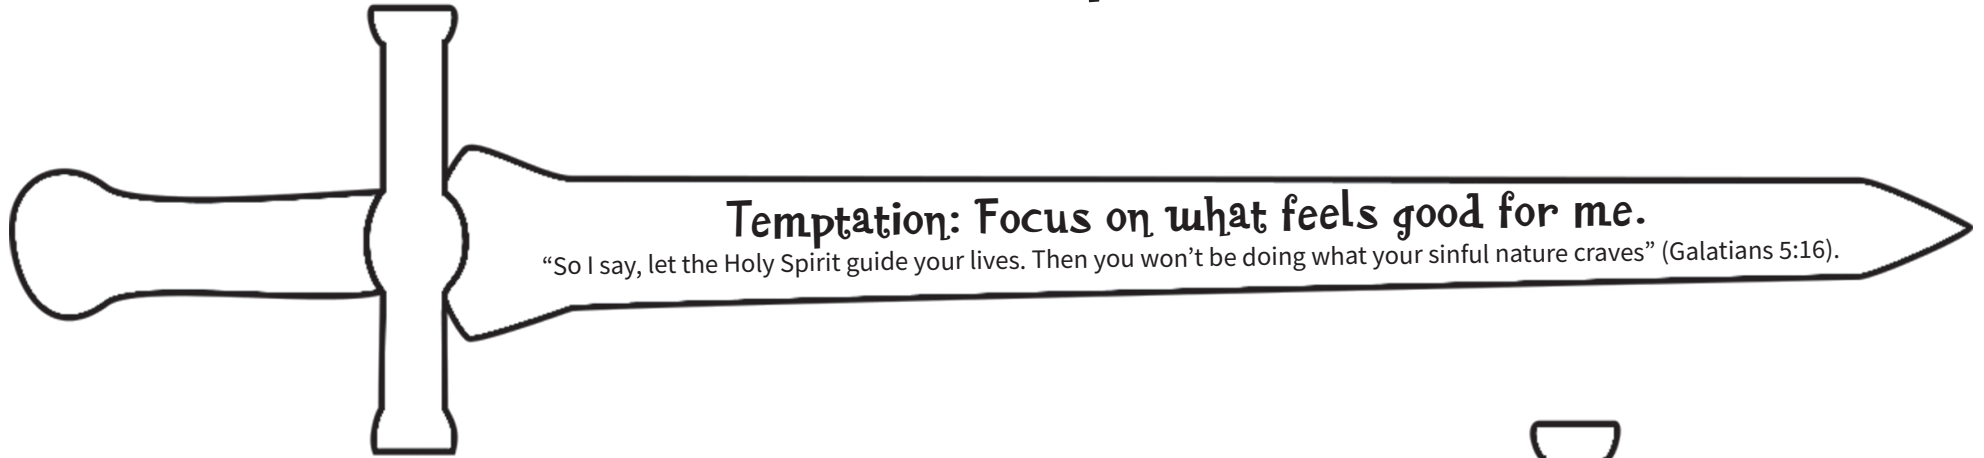 Temptation: Focus on what feels good for me.
“So I say, let the Holy Spirit guide your lives. Then you won’t be doing what your sinful nature craves” (Galatians 5:16).